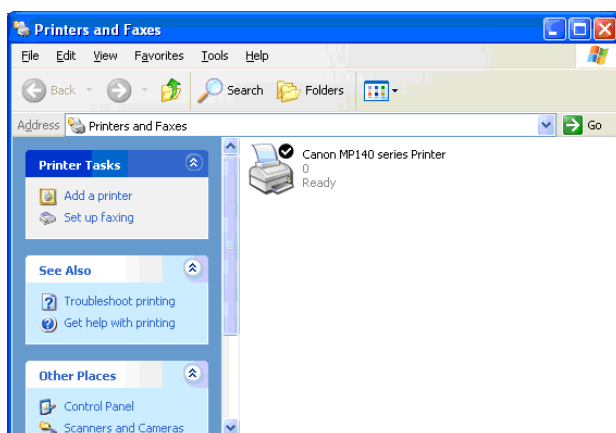 Printers and Faxes
File Edit View Favorites Tools Help
Back Search Folders
Address Printers and Faxes Go
Printer Tasks
Add a printer
Set up faxing
See Also
Troubleshoot printing
Get help with printing
Other Places
Control Panel
Scanners and Cameras
Canon MP140 series Printer
0
Ready